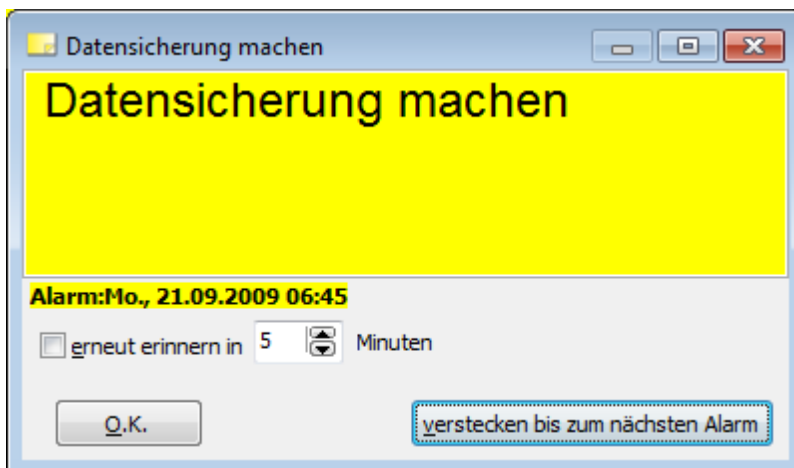 Datensicherung machen
Datensicherung machen
Alarm:Mo., 21.09.2009 06:45
erneut erinnern in 5 Minuten
O.K. verstecken bis zum nächsten Alarm